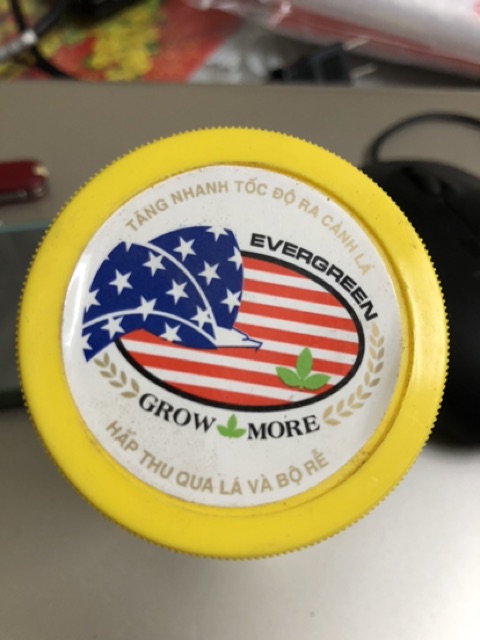 TĂNG NHANH TỐC ĐỘ RA CÀNH LÁ
EVERGREEN
GROW MORE
HẤP THU QUA LÁ VÀ BỘ RỄ